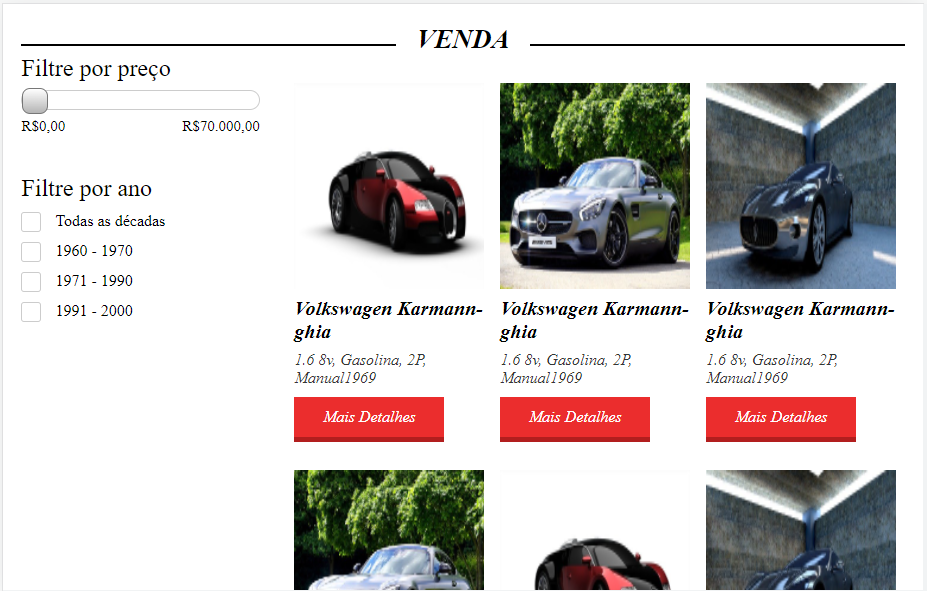 VENDA
Filtre por preço
R$0,00 R$70.000,00
Filtre por ano
Todas as décadas
1960 - 1970
1971 - 1990
1991 - 2000
Volkswagen Karmann-
ghia
1.6 8v, Gasolina, 2P,
Manual1969
Mais Detalhes
Volkswagen Karmann-
ghia
1.6 8v, Gasolina, 2P,
Manual1969
Mais Detalhes
Volkswagen Karmann-
ghia
1.6 8v, Gasolina, 2P,
Manual1969
Mais Detalhes